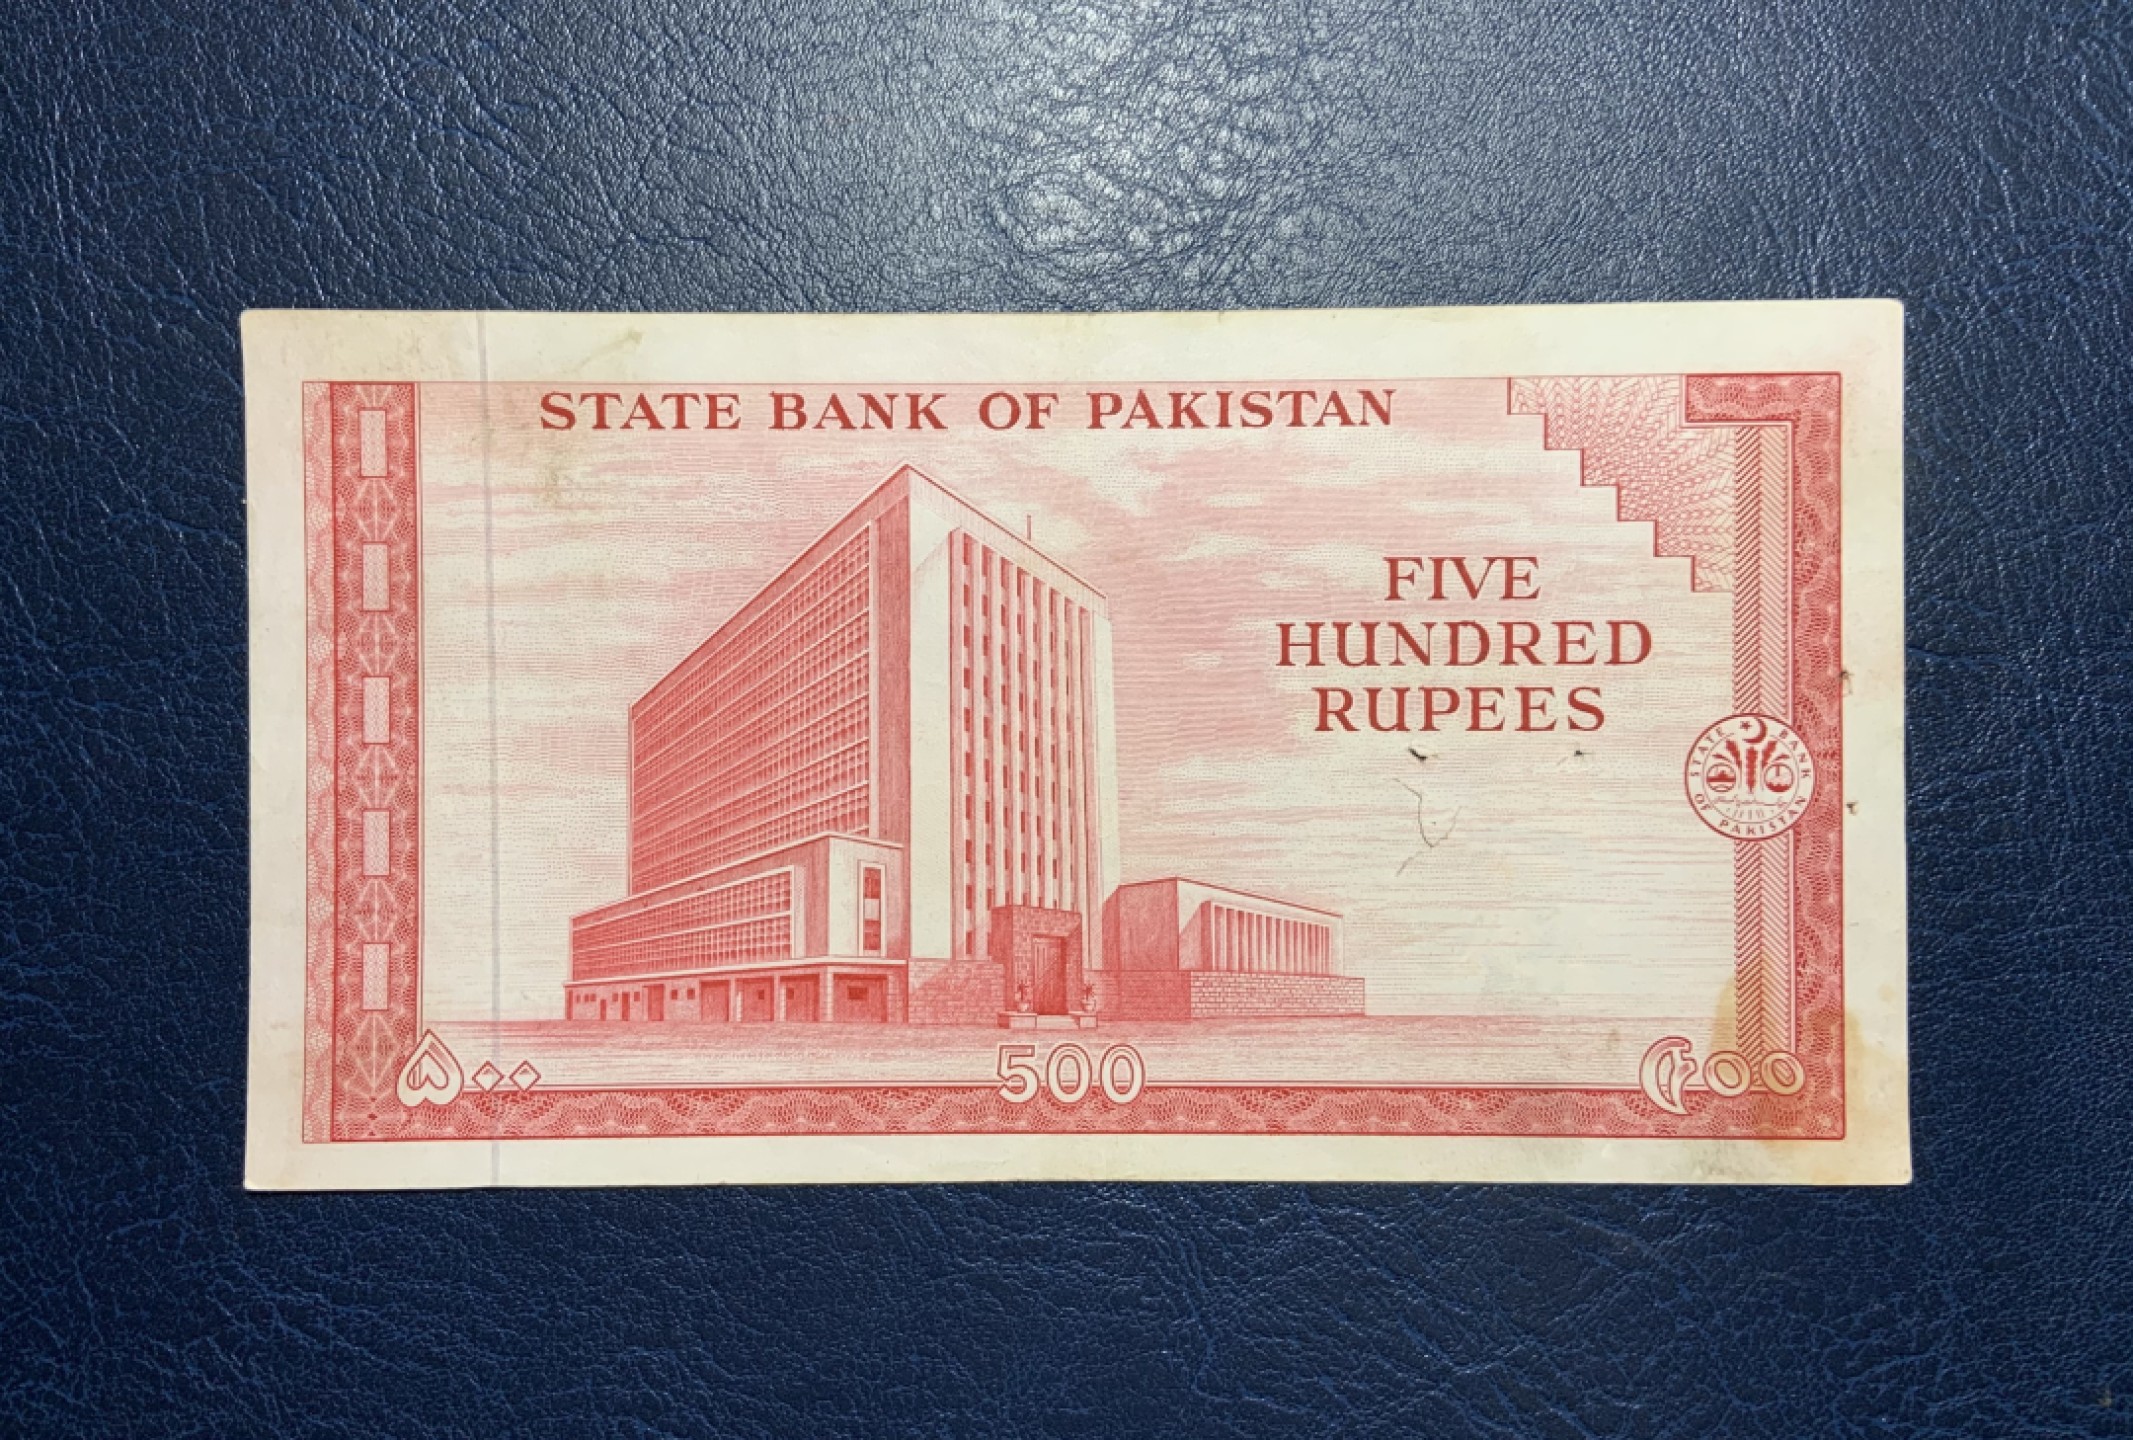 STATE BANK OF PAKISTAN
FIVE
HUNDRED
RUPEES
STATE BANK OF PAKISTAN
۵۰۰
500
৫০০